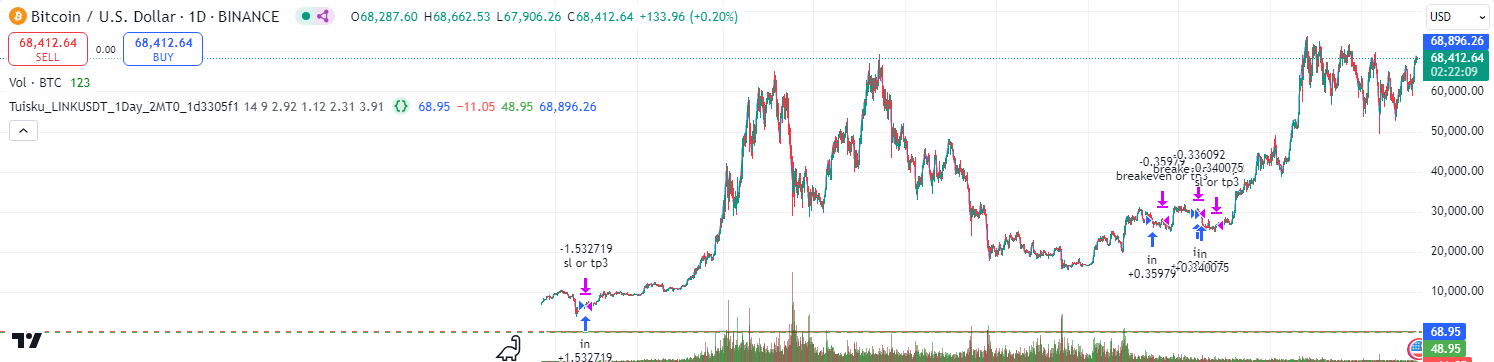 Bitcoin / U.S. Dollar · 1D · BINANCE
O68,287.60 H68,662.53 L67,906.26 C68,412.64 +133.96 (+0.20%)
USD
68,412.64
SELL
0.00
68,412.64
BUY
68,896.26
68,412.64
02:22:09
Vol · BTC 123
Tuisku_LINKUSDT_1Day_2MT0_1d3305f1 14 9 2.92 1.12 2.31 3.91 {} 68.95 −11.05 48.95 68,896.26
60,000.00
50,000.00
40,000.00
30,000.00
20,000.00
10,000.00
-0.336092
-0.35979
-0.340075
breakeven or tp3
sl or tp3
-1.532719
sl or tp3
in
+0.35979
in
+0.340075
in
+1.532719
68.95
48.95